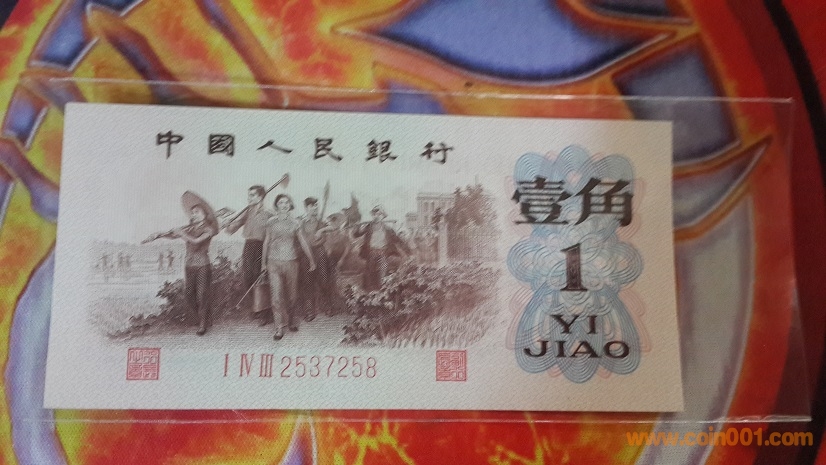 中國人民銀行
壹角
1
YI
JIAO
I IV III 2537258
www.coin001.com